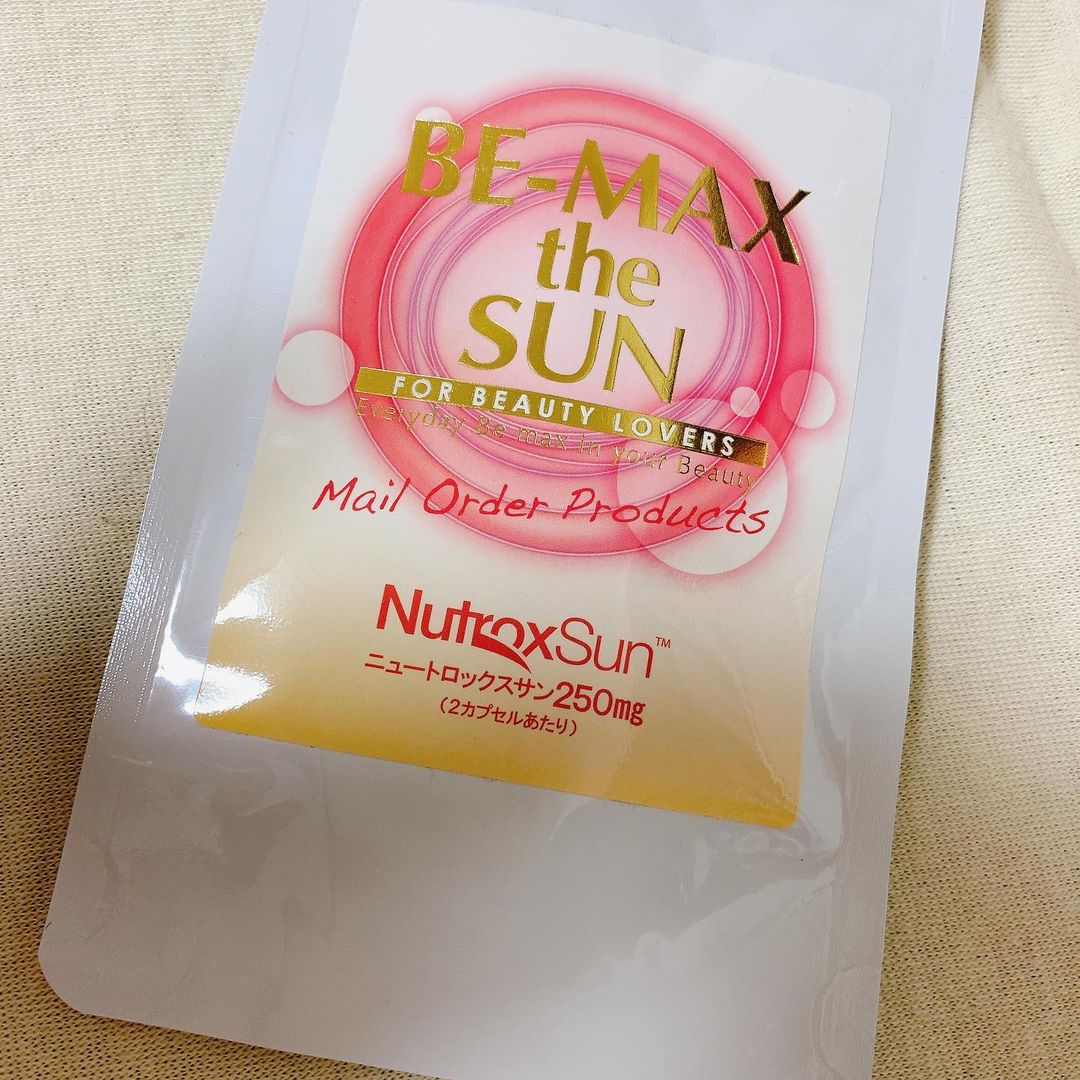 BE-MAX
the
SUN
FOR BEAUTY LOVERS
Everyday Be max in your Beauty
Mail Order Products
NutroxSun™
ニュートロックスサン250mg
(2カプセルあたり)